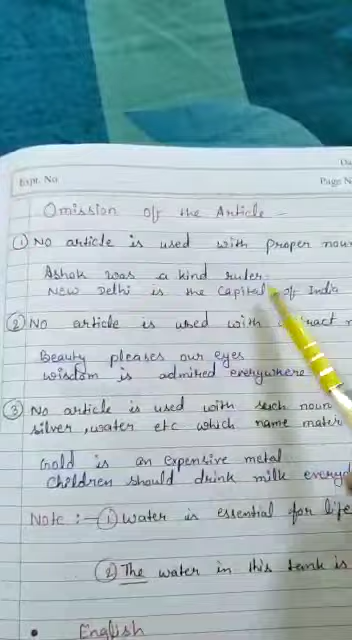 Expt. No.
Page N
Omission off the Article -
① No article is used with proper noun
Ashok was a kind ruler.
New Delhi is the Capital of India
② No article is used with
Beauty pleases our eyes
wisdom is admired everywhere
③ No article is used with such noun
silver, water etc which name mater
Gold is an expensive metal
Children should drink milk everyd
Note :- ① Water is essential for life
② The water in this tank is
• English